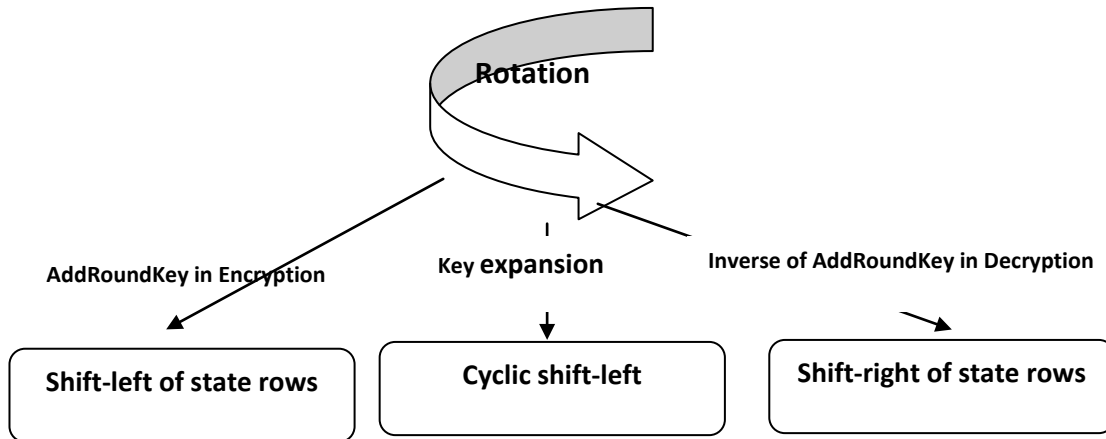 Rotation
AddRoundKey in Encryption
Key expansion
Inverse of AddRoundKey in Decryption
Shift-left of state rows
Cyclic shift-left
Shift-right of state rows